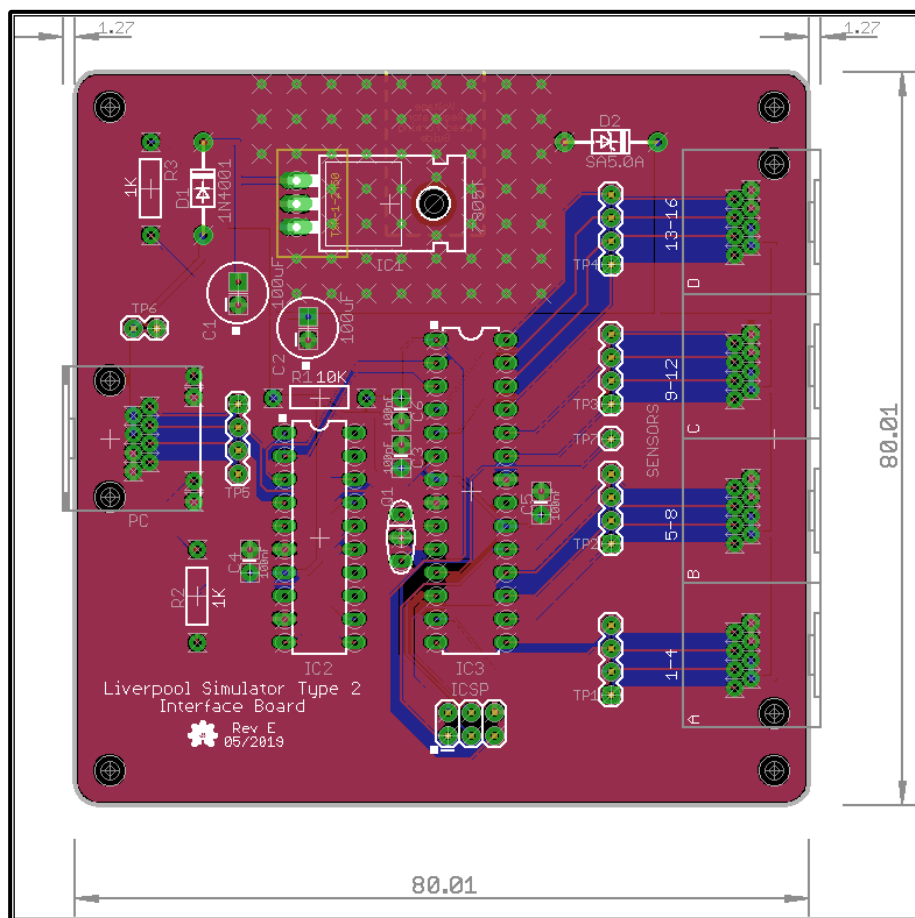 1.27
1.27
D2
SA5.0A
R3
1K
D1
1N4001
7805T
IC1
13-16
TP4
D
100uF
C1
100uF
C2
TP6
R1
10K
9-12
TP3
C
C6
100nF
C3
100nF
TP7
SENSORS
80.01
TP5
PC
Q1
C5
100nF
5-8
TP2
B
C4
100nF
R2
1K
IC2
IC3
ICSP
1-4
TP1
A
Liverpool Simulator Type 2
Interface Board
Rev E
05/2019
80.01